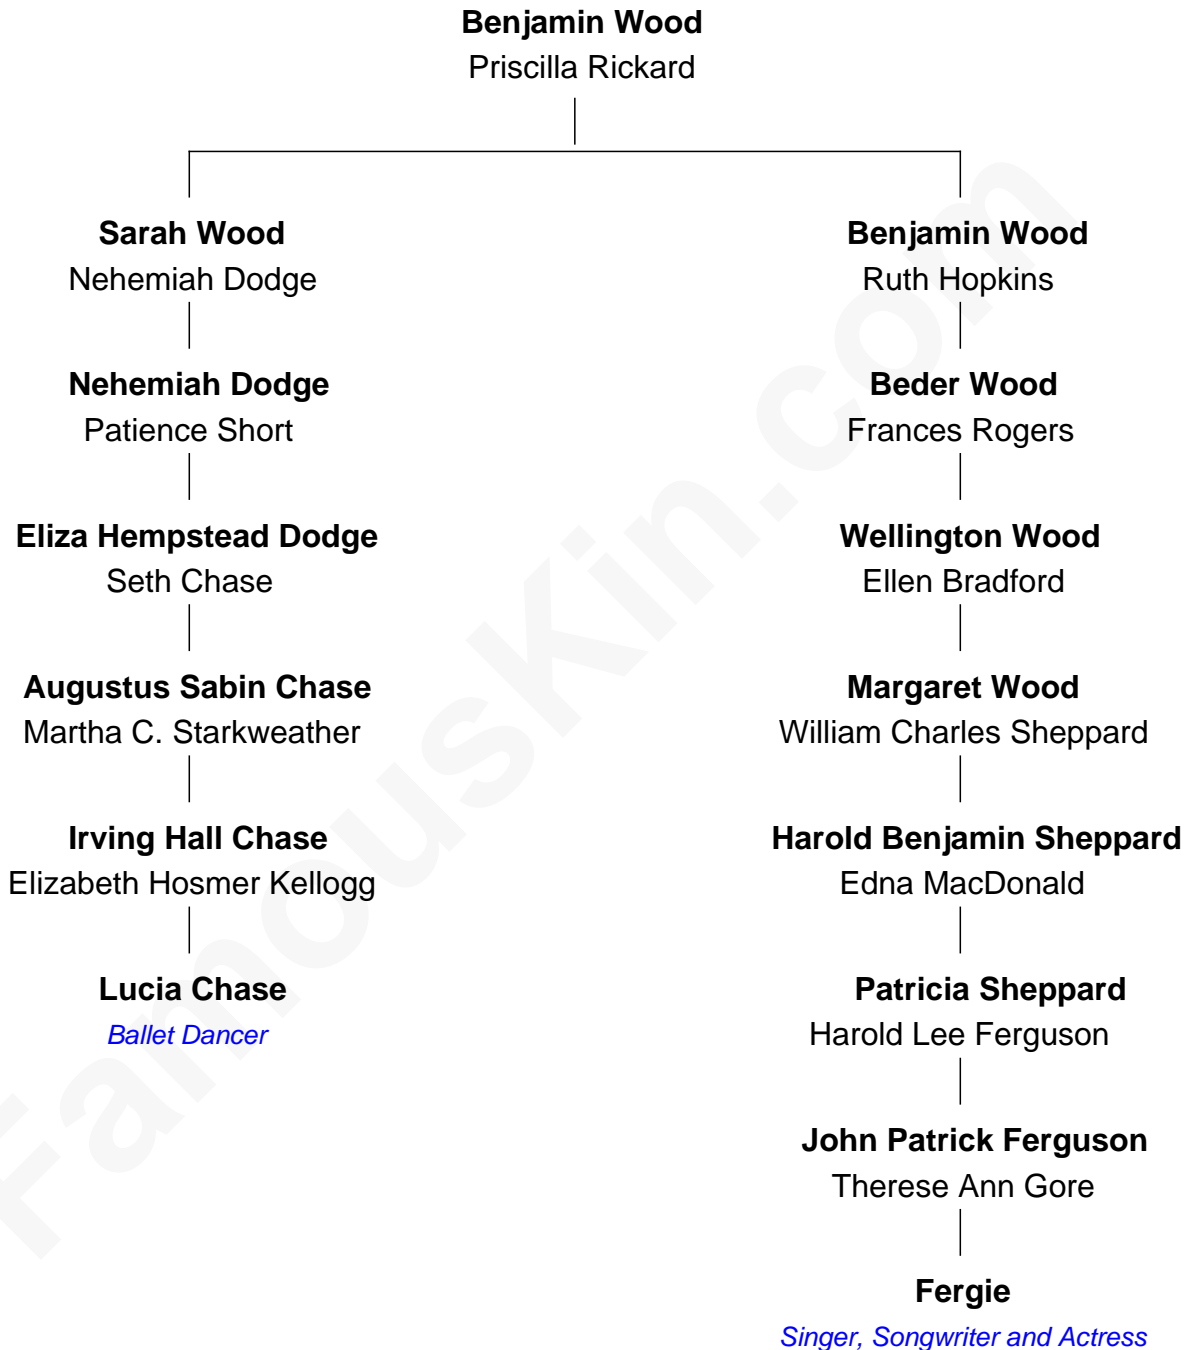 Benjamin Wood
Priscilla Rickard
Sarah Wood
Nehemiah Dodge
Benjamin Wood
Ruth Hopkins
Nehemiah Dodge
Patience Short
Beder Wood
Frances Rogers
Eliza Hempstead Dodge
Seth Chase
Wellington Wood
Ellen Bradford
Augustus Sabin Chase
Martha C. Starkweather
Margaret Wood
William Charles Sheppard
Irving Hall Chase
Elizabeth Hosmer Kellogg
Harold Benjamin Sheppard
Edna MacDonald
Lucia Chase
Ballet Dancer
Patricia Sheppard
Harold Lee Ferguson
John Patrick Ferguson
Therese Ann Gore
Fergie
Singer, Songwriter and Actress
FamousKin.com